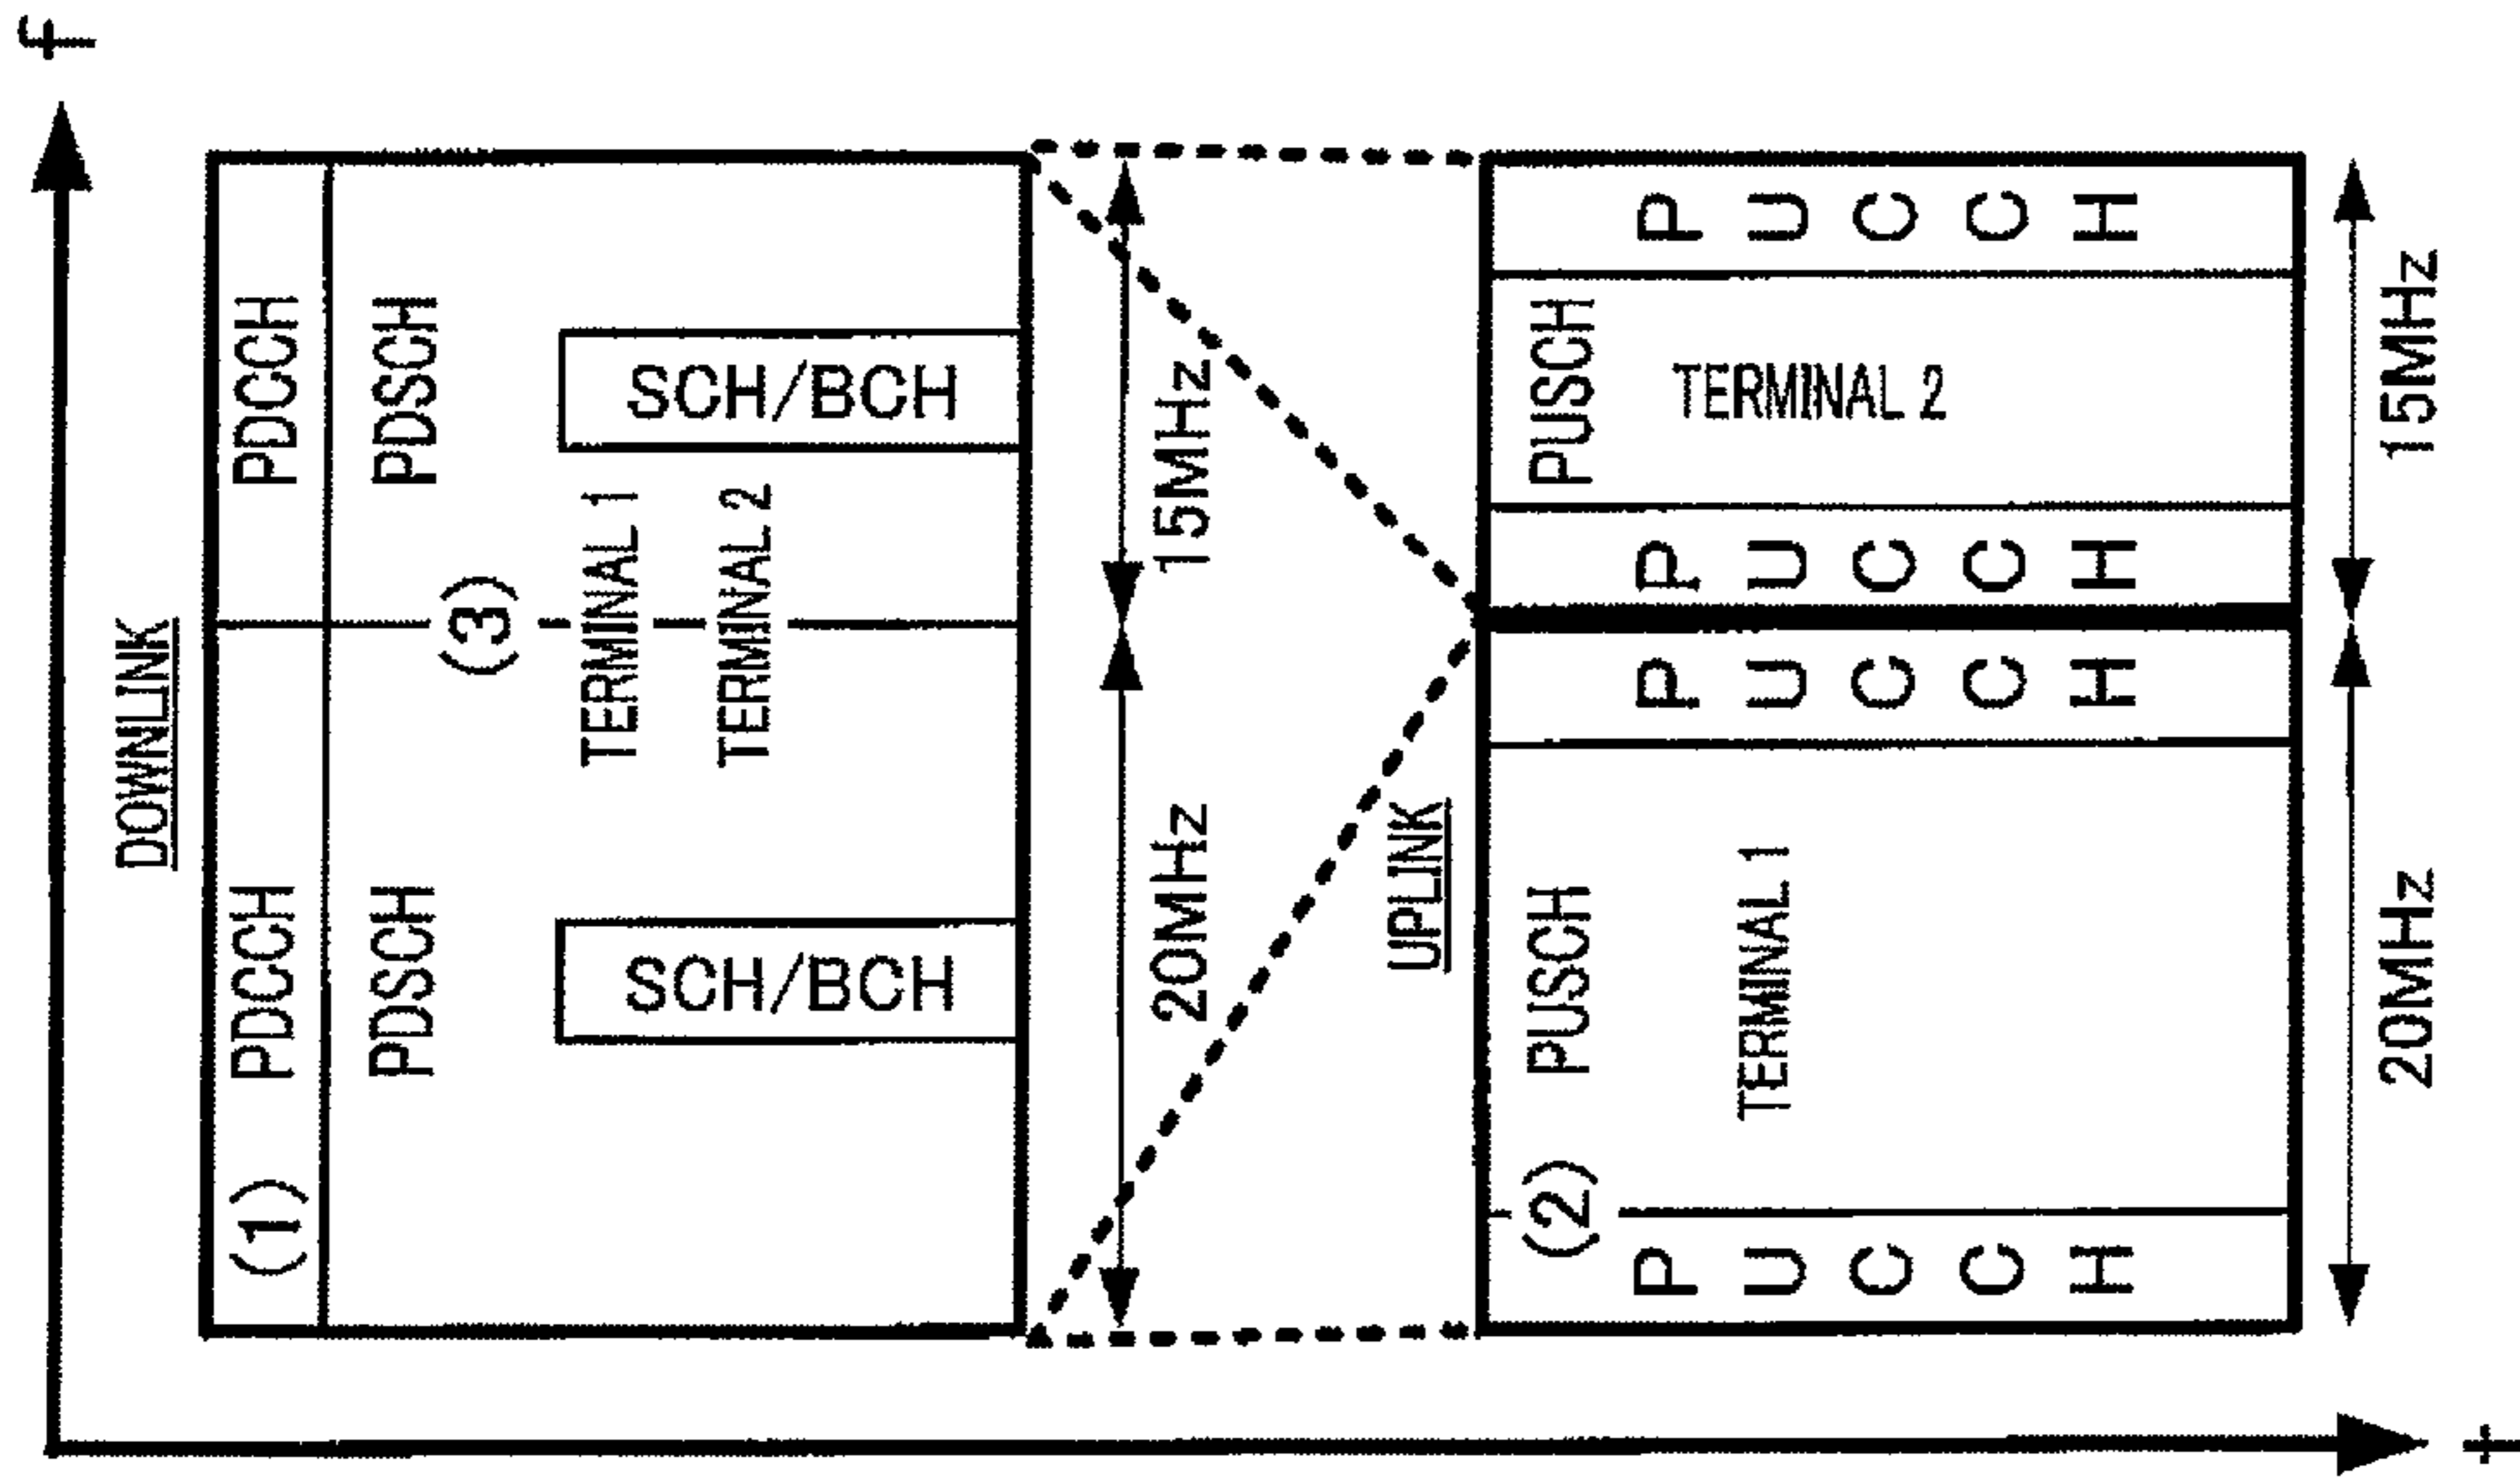 f
DOWNLINK
PDCCH
PDSCH
SCH/BCH
15MHz
(3)
TERMINAL 1
TERMINAL 2
(1)
PDCCH
PDSCH
SCH/BCH
20MHz
UPLINK
PUCCH
PUSCH
TERMINAL 2
PUCCH
15MHz
PUCCH
PUSCH
TERMINAL 1
(2)
PUCCH
20MHz
t